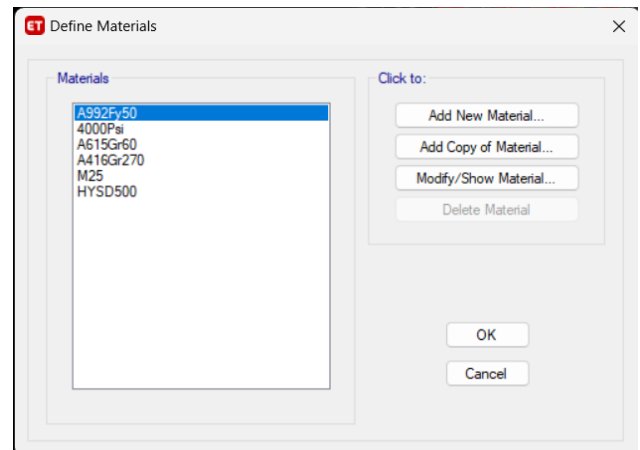 ET Define Materials
Materials
A992Fy50
4000Psi
A615Gr60
A416Gr270
M25
HYSD500
Click to:
Add New Material...
Add Copy of Material...
Modify/Show Material...
Delete Material
OK
Cancel